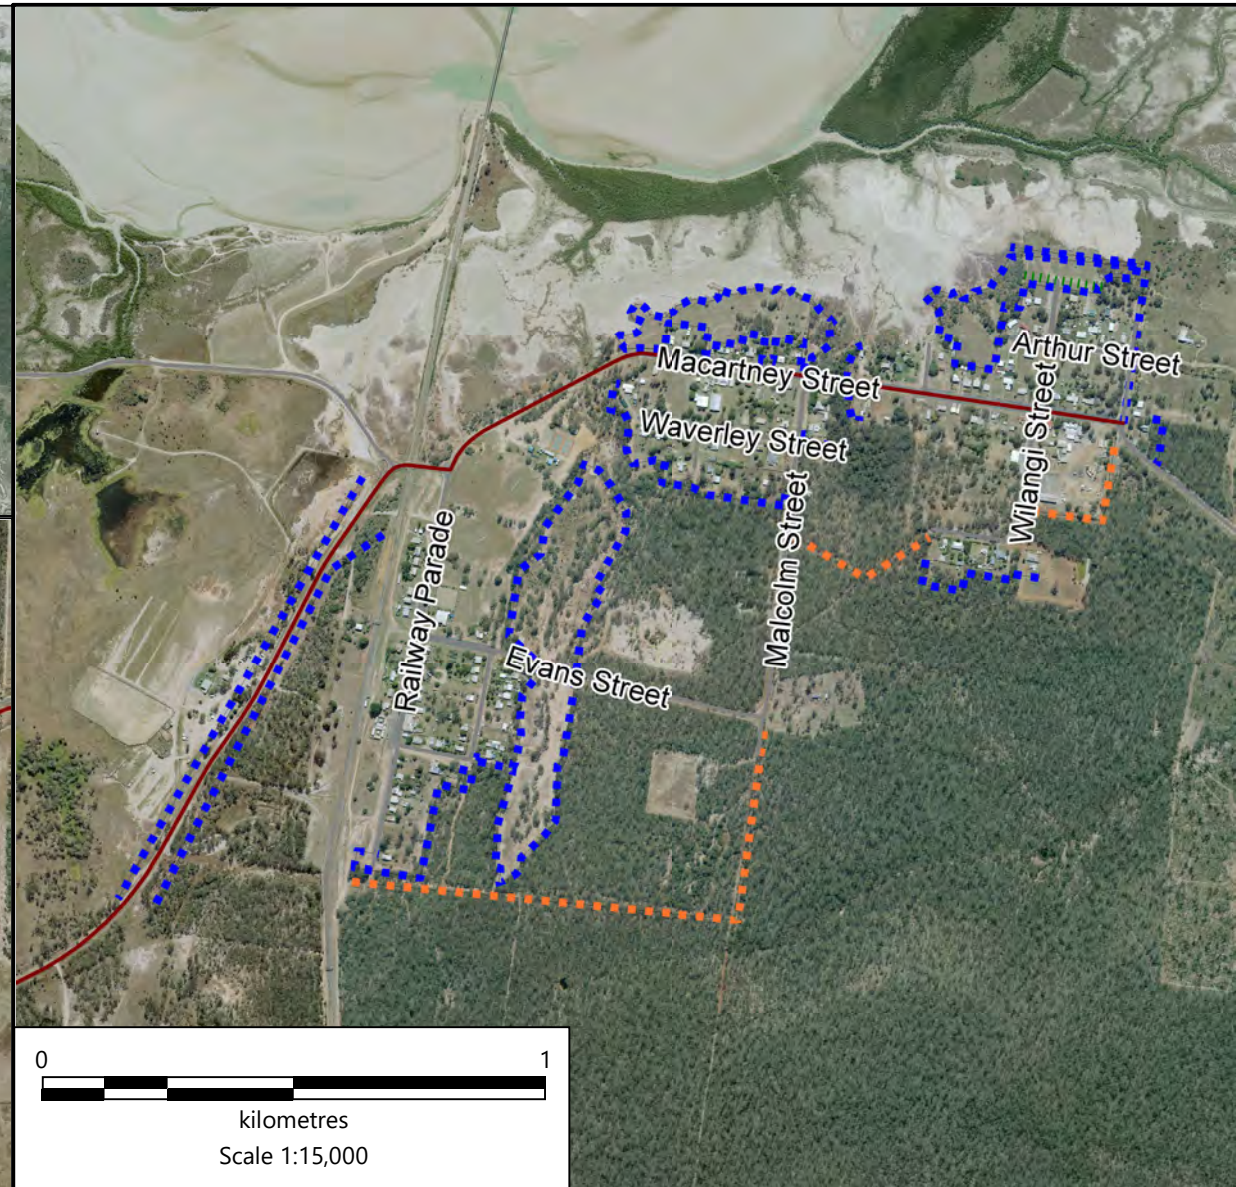 Arthur Street
Macartney Street
Waverley Street
Wilangi Street
Malcolm Street
Railway Parade
Evans Street
0 1
kilometres
Scale 1:15,000